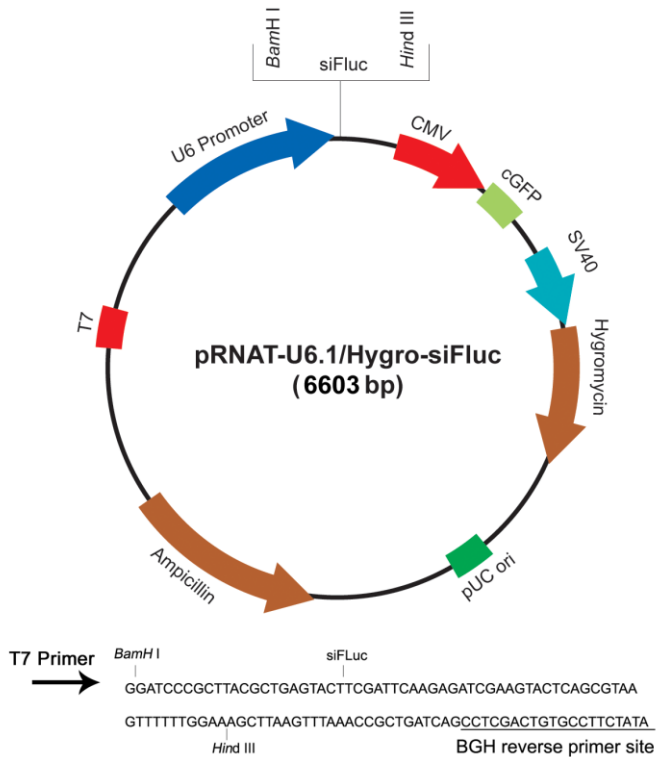 BamH I
Hind III
siFluc
U6 Promoter
CMV
cGFP
SV40
T7
Hygromycin
pRNAT-U6.1/Hygro-siFluc
(6603 bp)
Ampicillin
pUC ori
T7 Primer
BamH I
siFLuc
GGATCCCGCTTACGCTGAGTACTTCGATTCAAGAGATCGAAGTACTCAGCGTAA
GTTTTTTGGAAAGCTTAAGTTTAAACCGCTGATCAGCCTCGACTGTGCCTTCTATA
Hind III
BGH reverse primer site